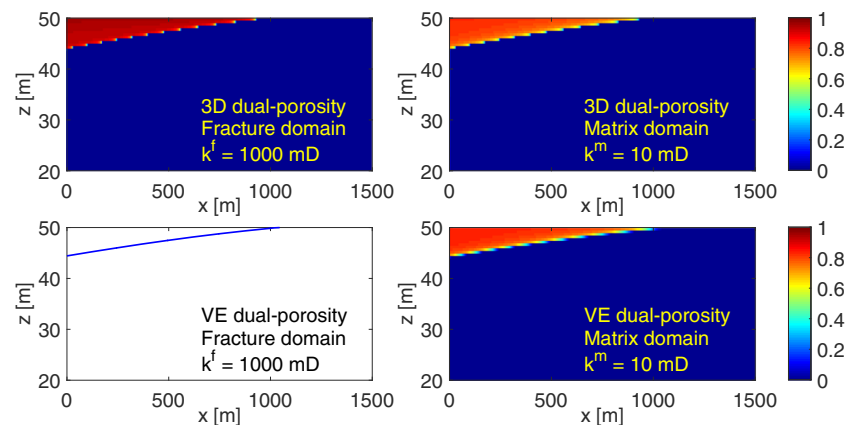 50
40
30
20
z [m]
3D dual-porosity
Fracture domain
k^f = 1000 mD
0
500
1000
1500
x [m]
50
40
30
20
z [m]
3D dual-porosity
Matrix domain
k^m = 10 mD
0
500
1000
1500
x [m]
1
0.8
0.6
0.4
0.2
0
50
40
30
20
z [m]
VE dual-porosity
Fracture domain
k^f = 1000 mD
0
500
1000
1500
x [m]
50
40
30
20
z [m]
VE dual-porosity
Matrix domain
k^m = 10 mD
0
500
1000
1500
x [m]
1
0.8
0.6
0.4
0.2
0